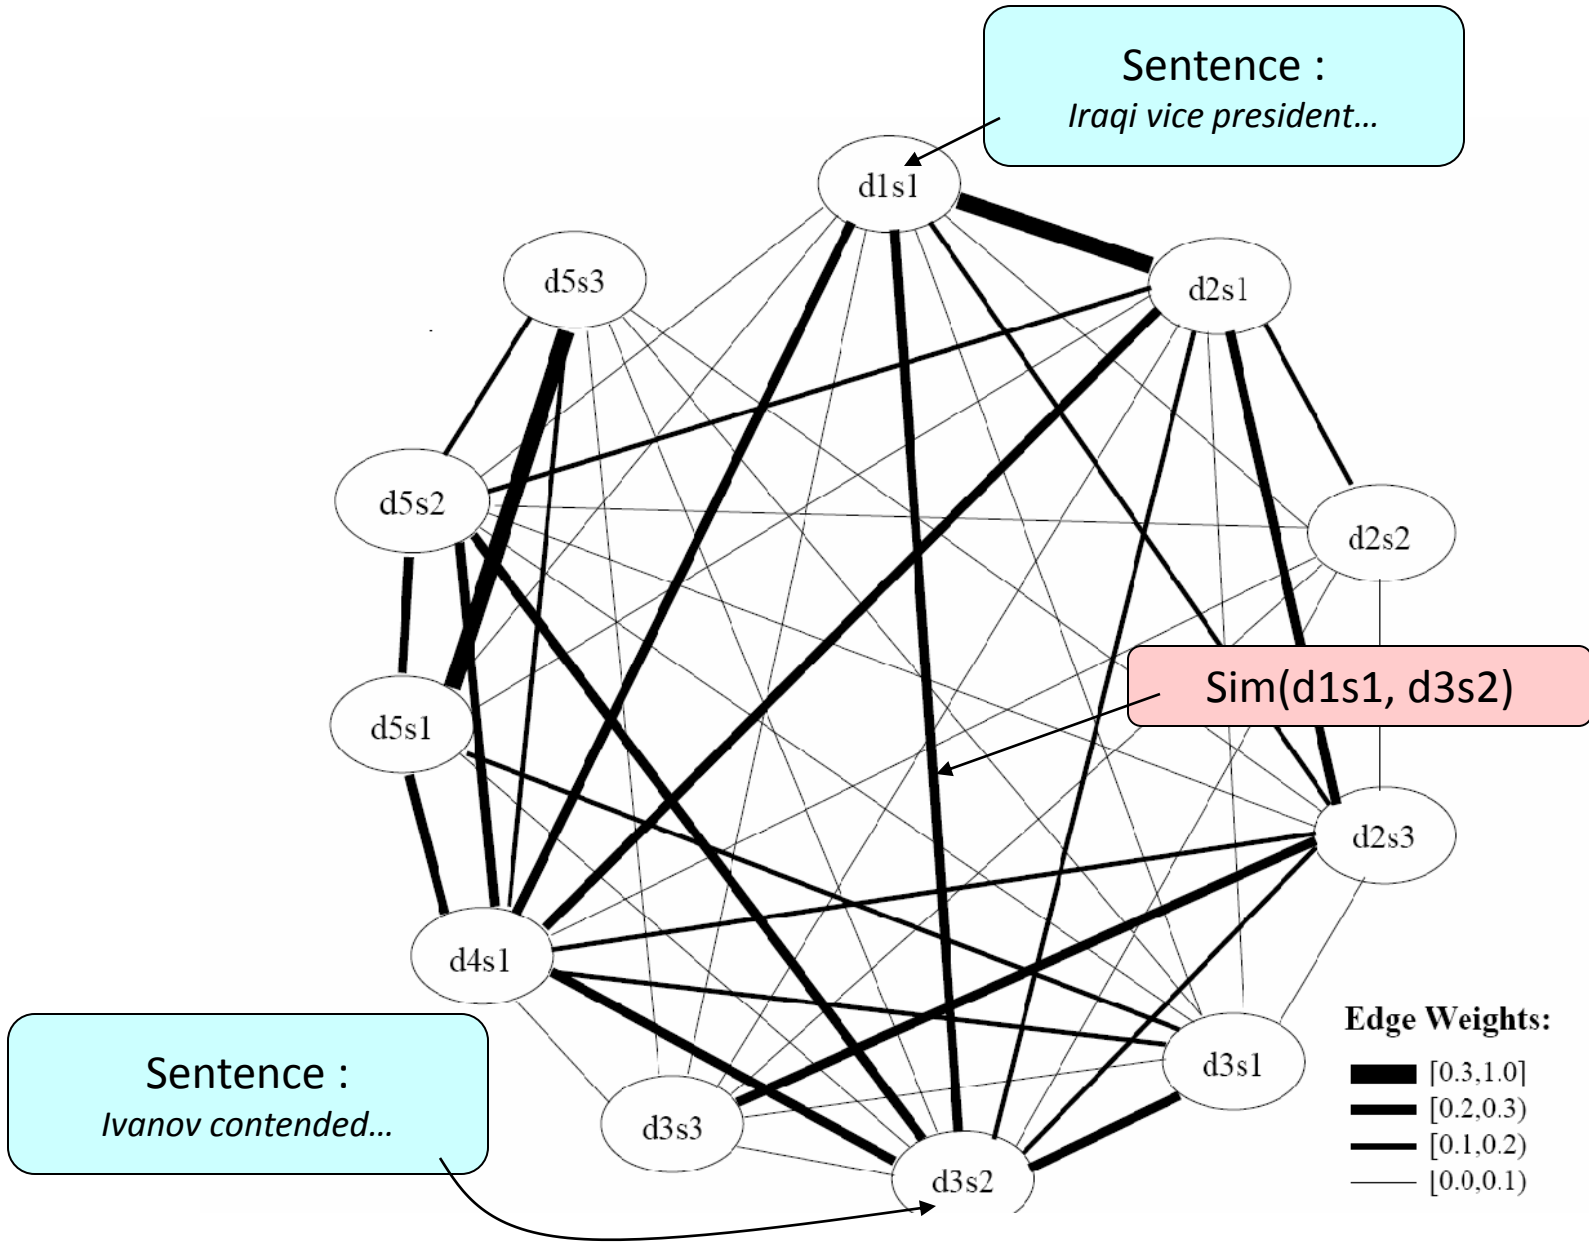 Sentence :
Iraqi vice president…
d1s1
d5s3
d2s1
d5s2
d2s2
Sim(d1s1, d3s2)
d5s1
d2s3
d4s1
Edge Weights:
[0.3,1.0]
[0.2,0.3)
[0.1,0.2)
[0.0,0.1)
Sentence :
Ivanov contended…
d3s1
d3s3
d3s2